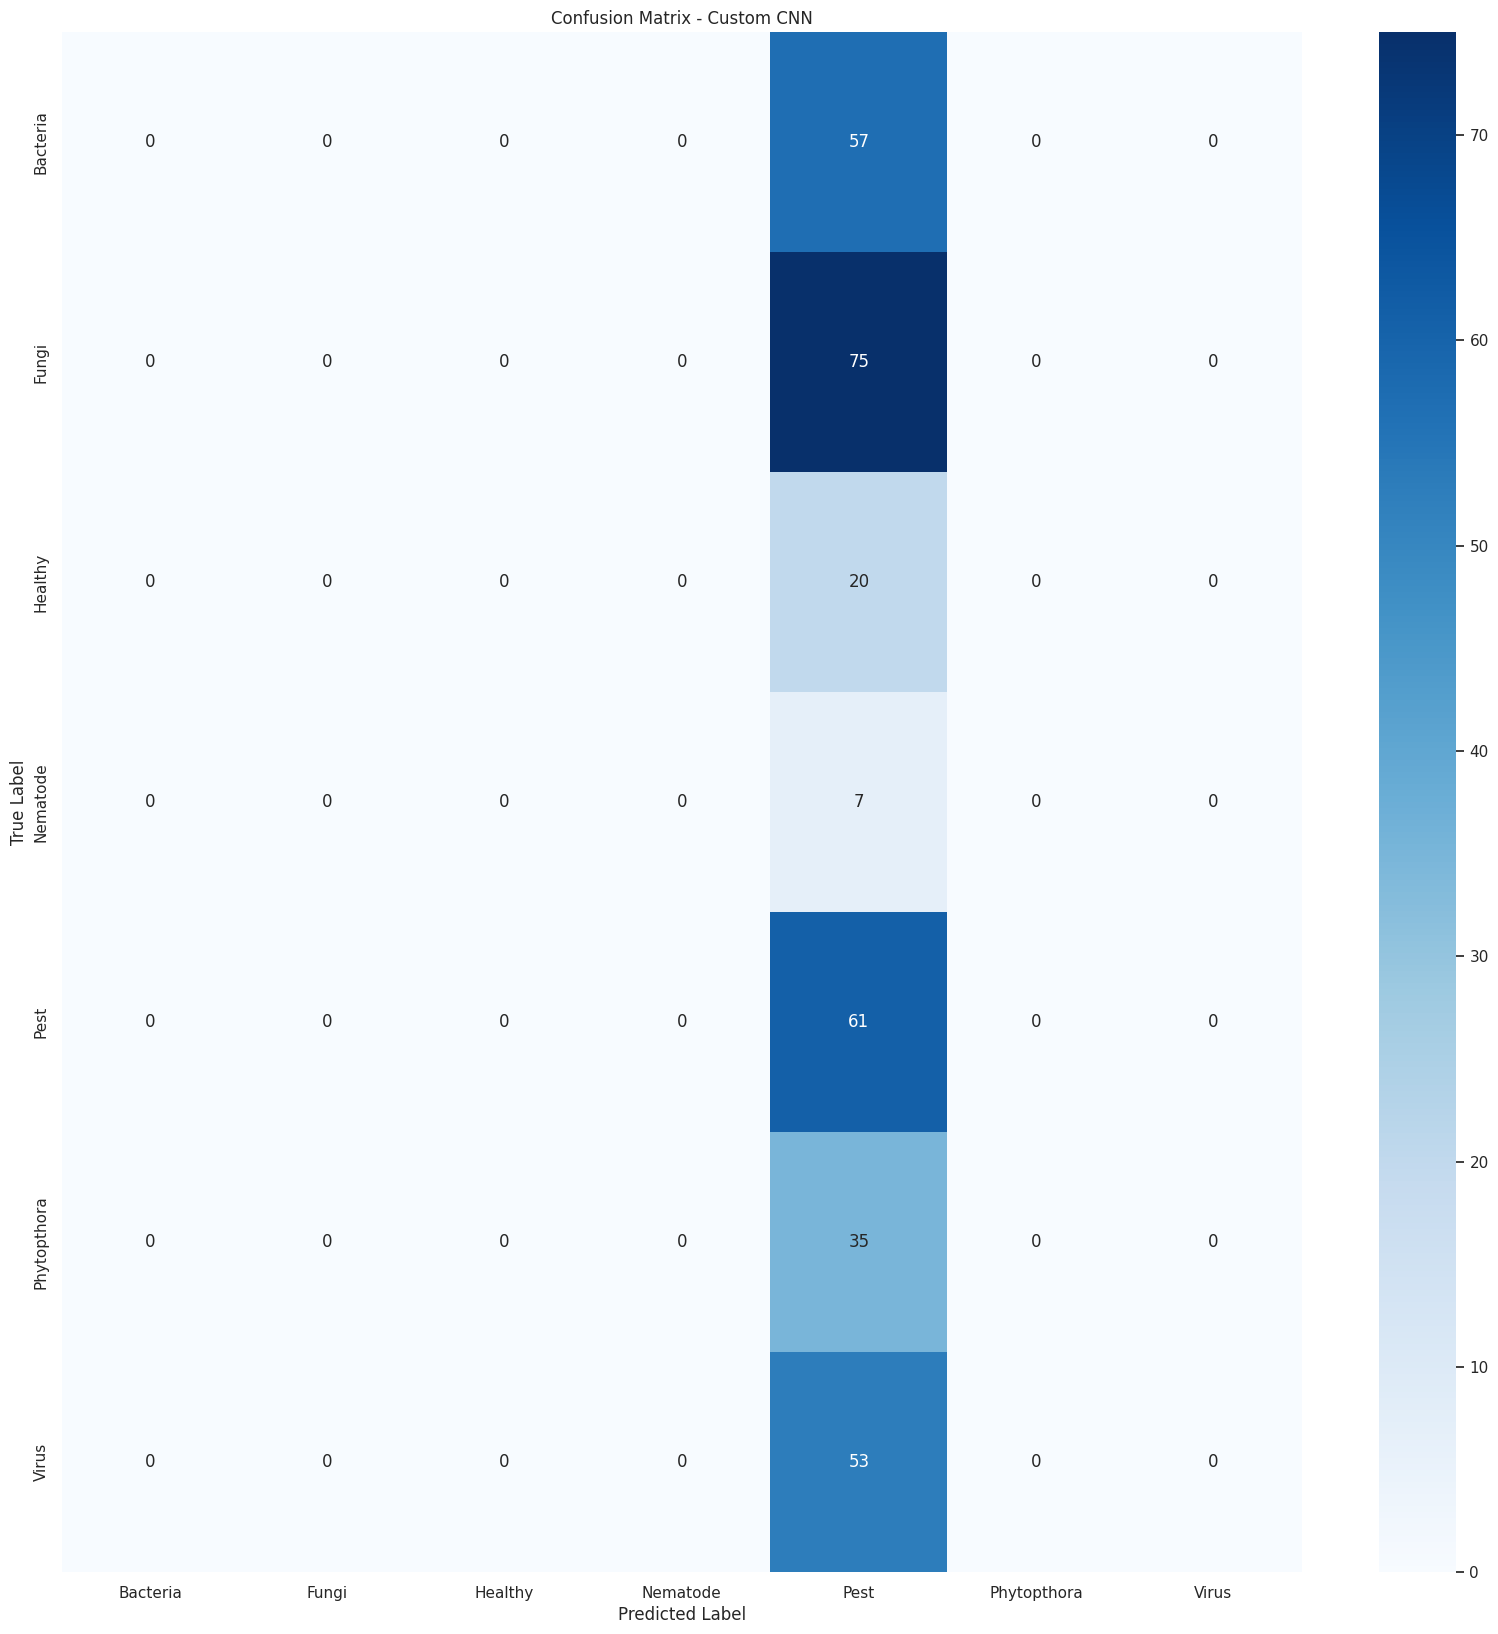 Confusion Matrix - Custom CNN
True Label
Bacteria 0 0 0 0 57 0 0
Fungi 0 0 0 0 75 0 0
Healthy 0 0 0 0 20 0 0
Nematode 0 0 0 0 7 0 0
Pest 0 0 0 0 61 0 0
Phytopthora 0 0 0 0 35 0 0
Virus 0 0 0 0 53 0 0
Bacteria Fungi Healthy Nematode Pest Phytopthora Virus
Predicted Label
70
60
50
40
30
20
10
0